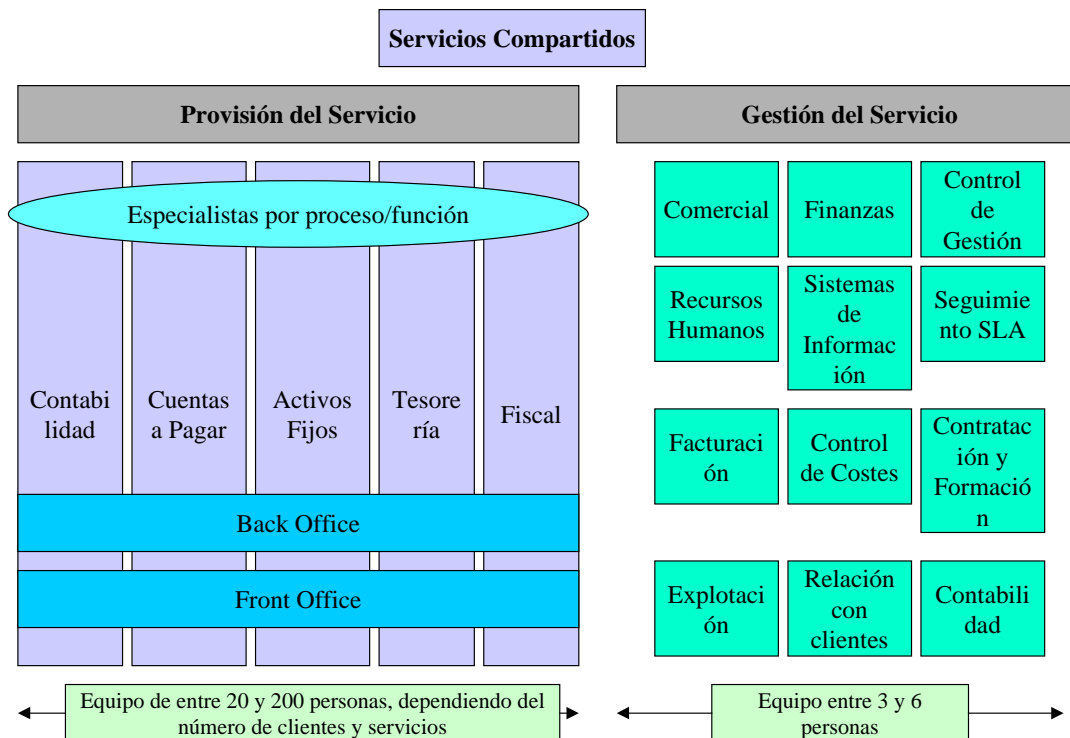 Servicios Compartidos
Provisión del Servicio
Gestión del Servicio
Especialistas por proceso/función
Contabi
lidad
Cuentas
a Pagar
Activos
Fijos
Tesore
ría
Fiscal
Back Office
Front Office
Equipo de entre 20 y 200 personas, dependiendo del
número de clientes y servicios
Comercial
Finanzas
Control
de
Gestión
Recursos
Humanos
Sistemas
de
Informac
ión
Seguimie
nto SLA
Facturaci
ón
Control
de Costes
Contratac
ión y
Formació
n
Explotaci
ón
Relación
con
clientes
Contabili
dad
Equipo entre 3 y 6
personas